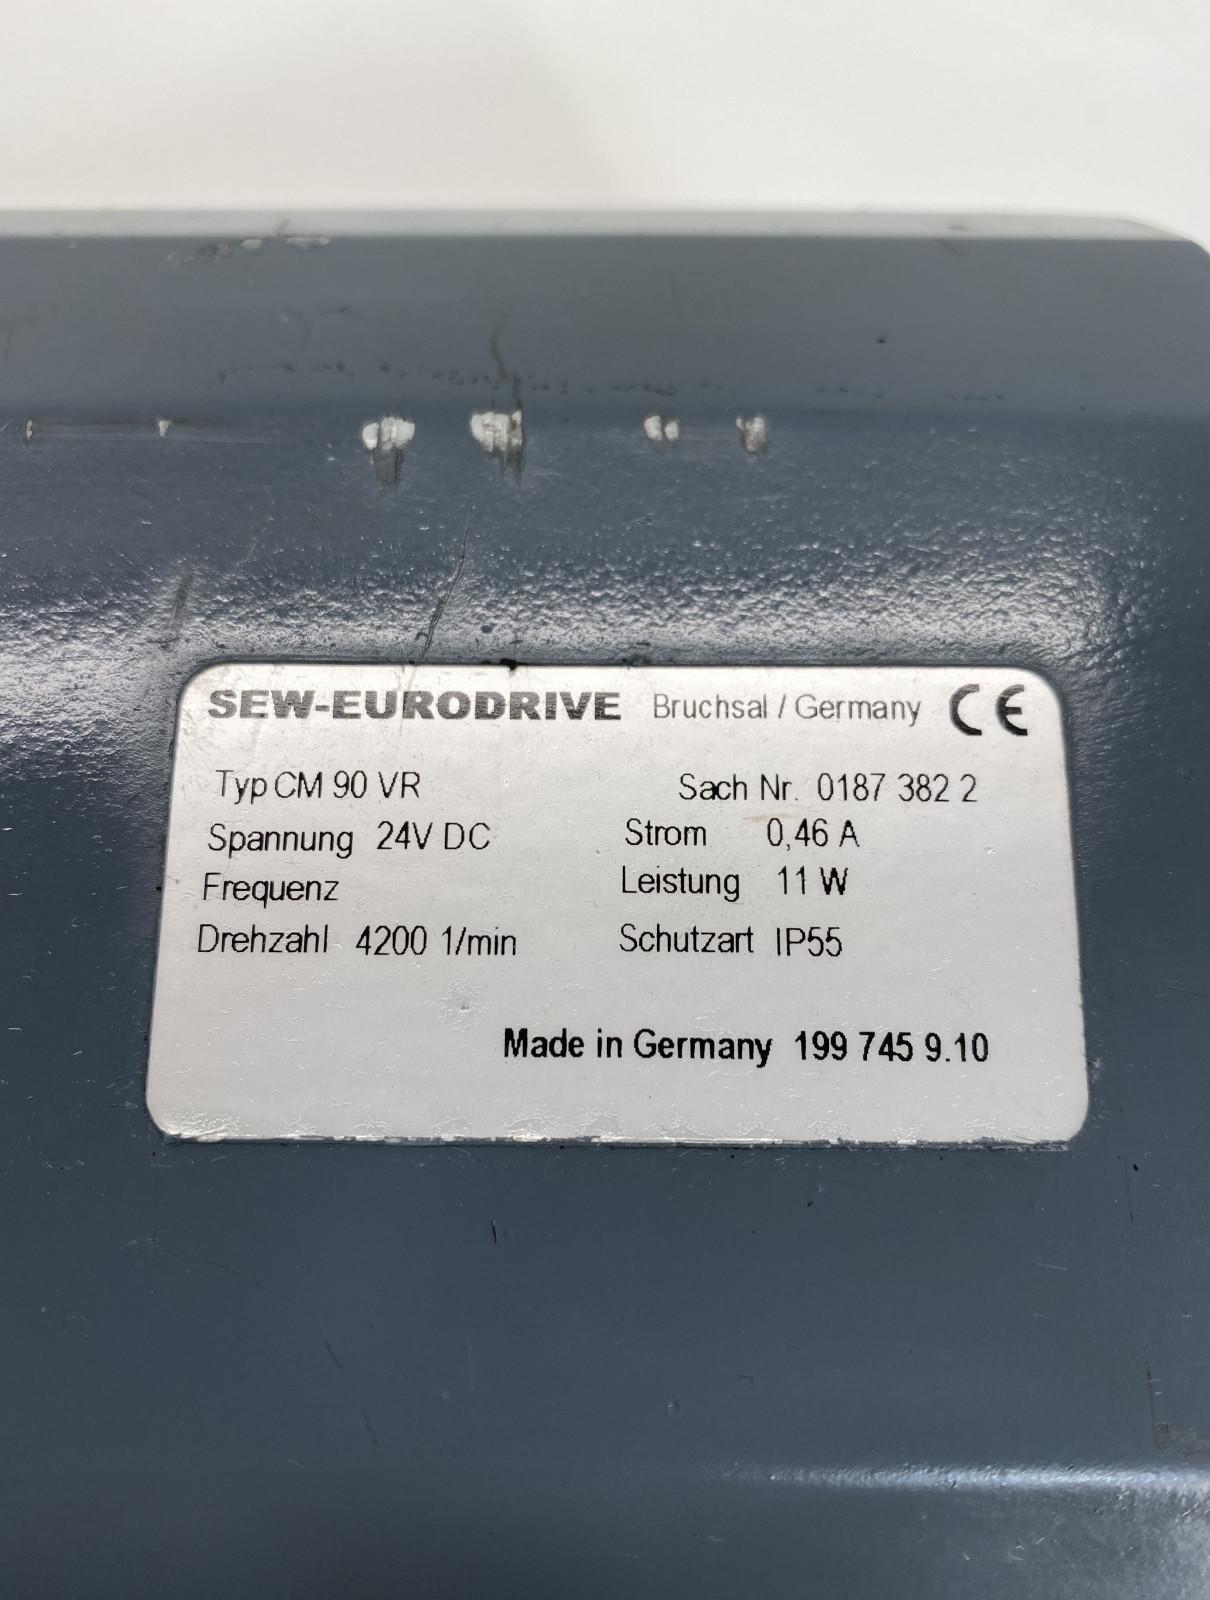 SEW-EURODRIVE Bruchsal / Germany CE
Typ CM 90 VR Sach Nr. 0187 382 2
Spannung 24V DC Strom 0,46 A
Frequenz Leistung 11 W
Drehzahl 4200 1/min Schutzart IP55
Made in Germany 199 745 9.10